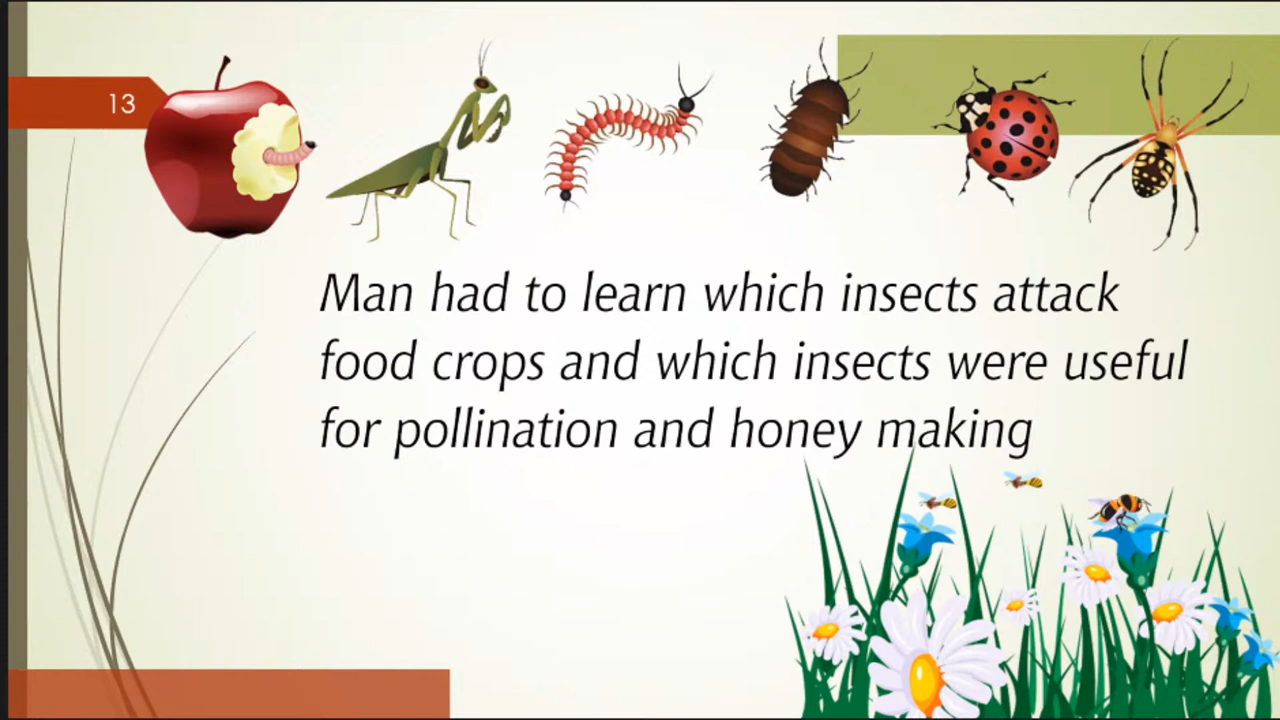 13
Man had to learn which insects attack
food crops and which insects were useful
for pollination and honey making